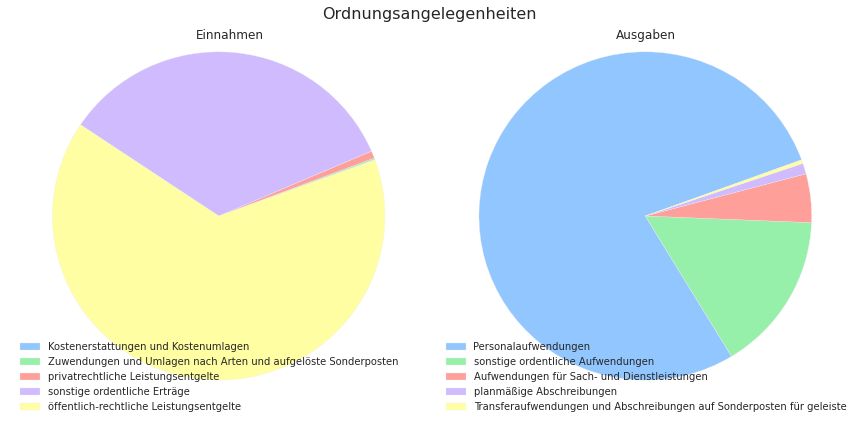 Ordnungsangelegenheiten
Einnahmen
Kostenerstattungen und Kostenumlagen
Zuwendungen und Umlagen nach Arten und aufgelöste Sonderposten
privatrechtliche Leistungsentgelte
sonstige ordentliche Erträge
öffentlich-rechtliche Leistungsentgelte
Ausgaben
Personalaufwendungen
sonstige ordentliche Aufwendungen
Aufwendungen für Sach- und Dienstleistungen
planmäßige Abschreibungen
Transferaufwendungen und Abschreibungen auf Sonderposten für geleiste